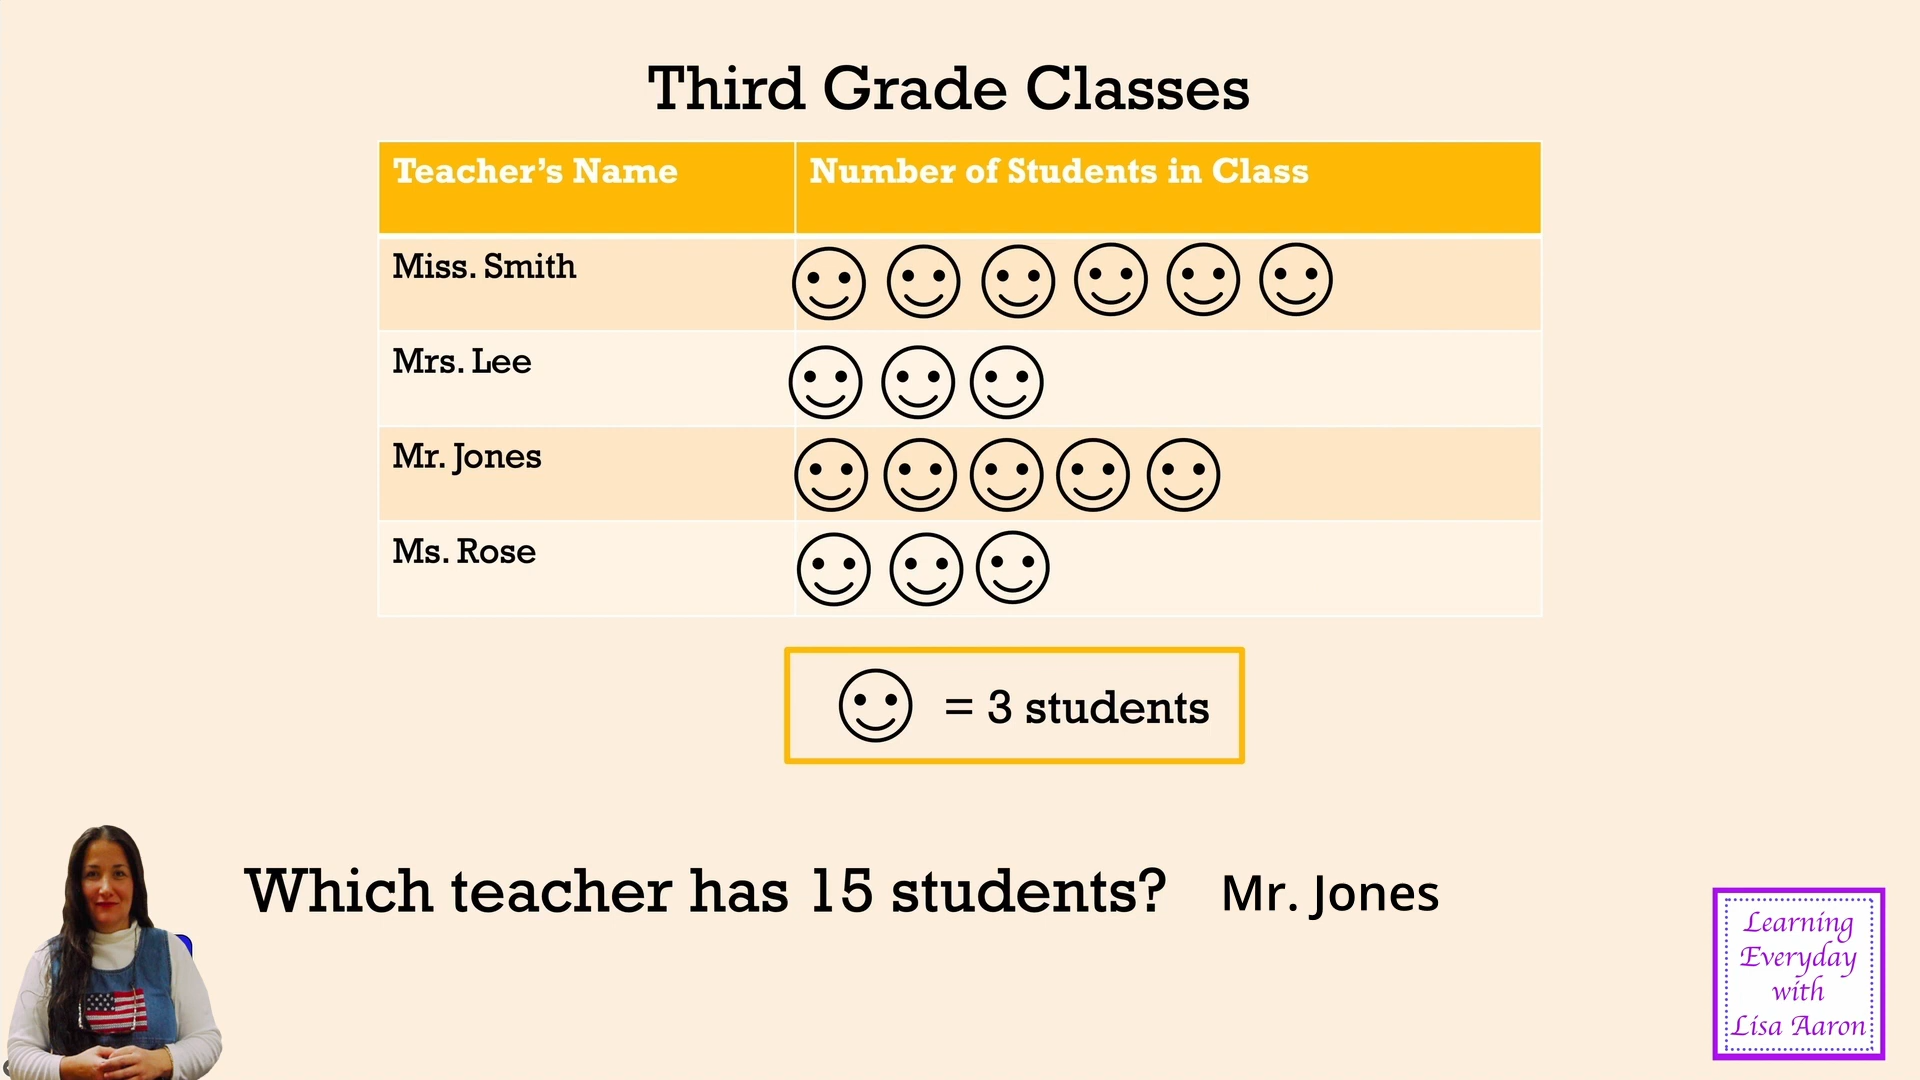 Third Grade Classes
Teacher's Name Number of Students in Class
Miss. Smith
Mrs. Lee
Mr. Jones
Ms. Rose
= 3 students
Which teacher has 15 students? Mr. Jones
Learning
Everyday
with
Lisa Aaron